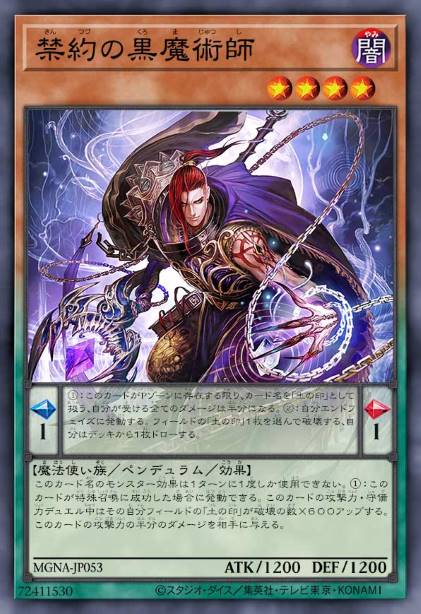 禁約の黒魔術師
闇
①：このカードがPゾーンに存在する限り、カード名を「土の印」として
扱う、自分が受ける全てのダメージは半分になる。②：自分エンドフ
ェイズに発動する。フィールドの「土の印」1枚を選んで破壊する、自
分はデッキから1枚ドローする。
1
1
【魔法使い族／ペンデュラム／効果】
このカード名のモンスター効果は1ターンに1度しか使用できない。①：こ
のカードが特殊召喚に成功した場合に発動できる。このカードの攻撃力・守備
力デュエル中はその自分フィールドの「土の印」が破壊の数×600アップする。
このカードの攻撃力の半分のダメージを相手に与える。
MGNA-JP053
ATK/1200 DEF/1200
72411530
©スタジオ・ダイス／集英社・テレビ東京・KONAMI